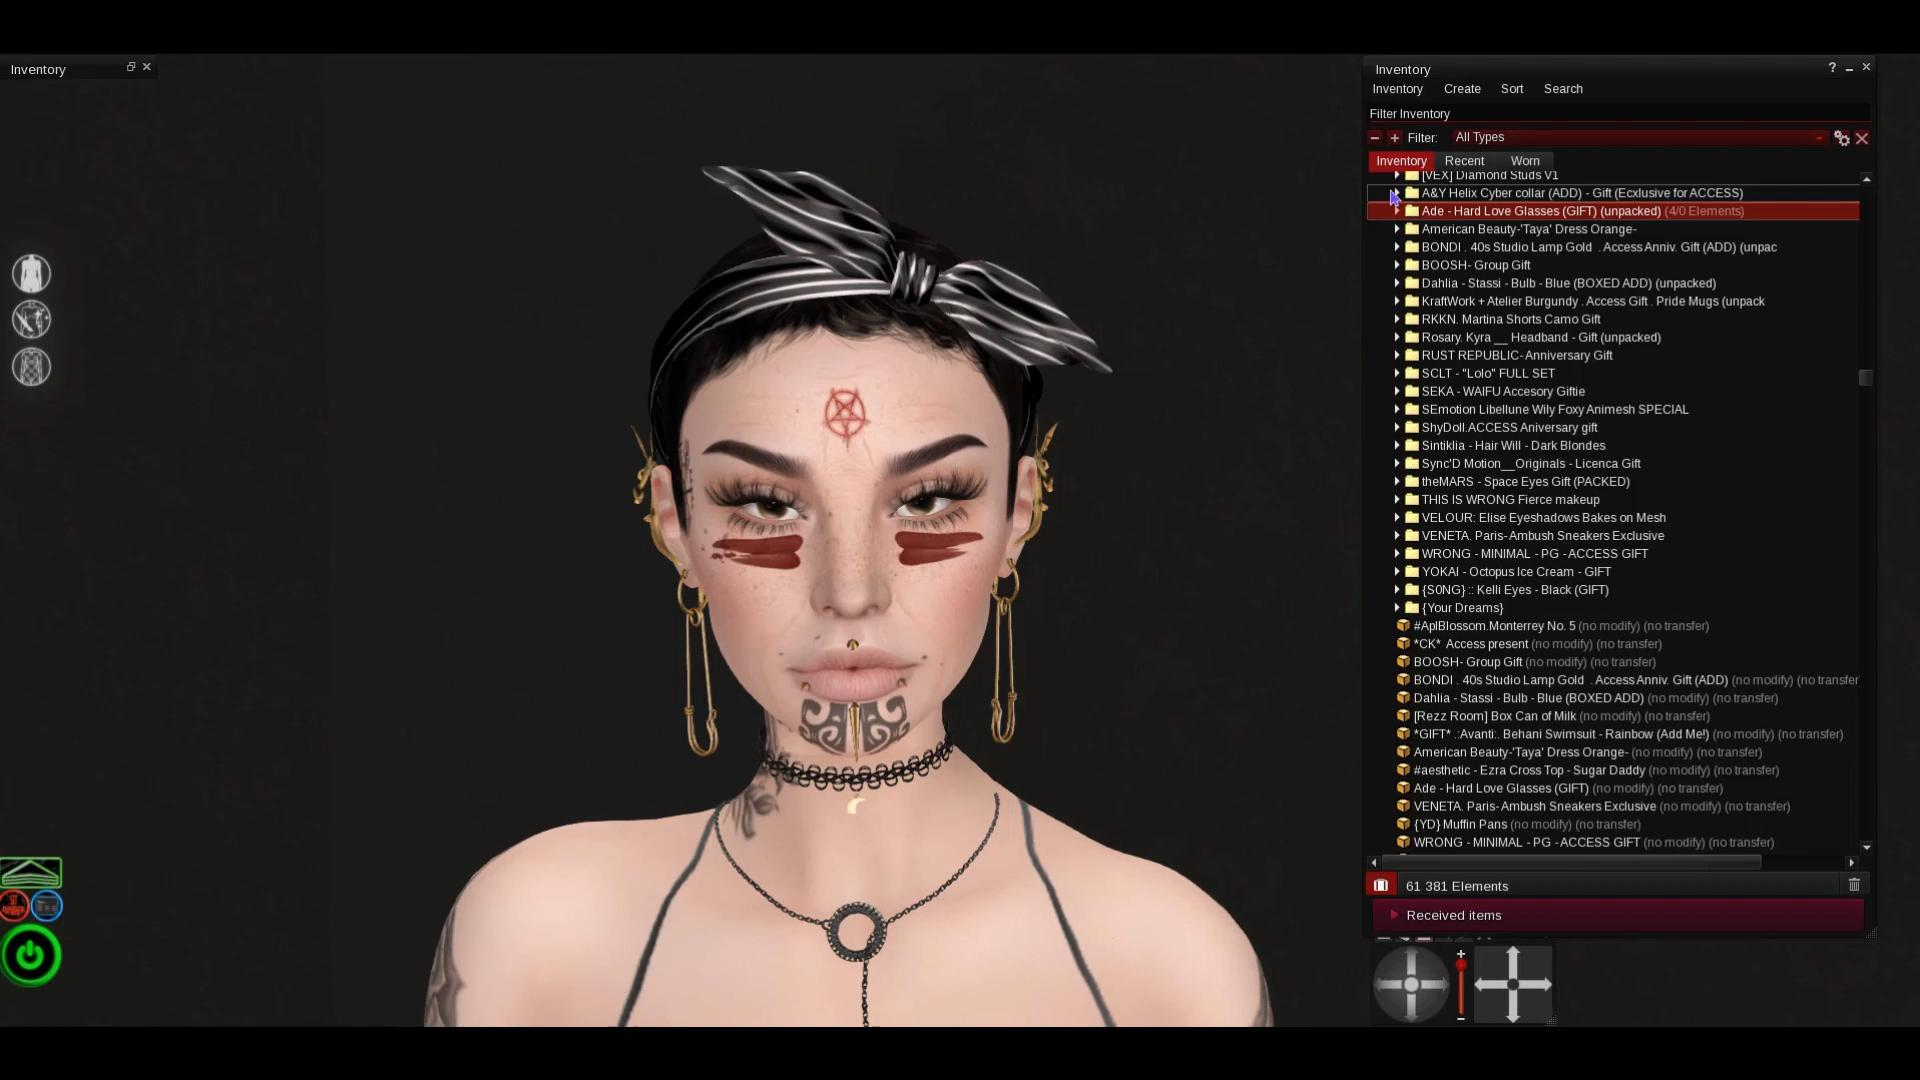 Inventory
Inventory
Inventory Create Sort Search
Filter Inventory
Filter: All Types
Inventory Recent Worn
[VEX] Diamond Studs V1
A&Y Helix Cyber collar (ADD) - Gift (Ecxlusive for ACCESS)
Ade - Hard Love Glasses (GIFT) (unpacked) (4/0 Elements)
American Beauty-'Taya' Dress Orange-
BONDI . 40s Studio Lamp Gold . Access Anniv. Gift (ADD) (unpac
BOOSH- Group Gift
Dahlia - Stassi - Bulb - Blue (BOXED ADD) (unpacked)
KraftWork + Atelier Burgundy . Access Gift . Pride Mugs (unpack
RKKN. Martina Shorts Camo Gift
Rosary. Kyra __ Headband - Gift (unpacked)
RUST REPUBLIC- Anniversary Gift
SCLT - "Lolo" FULL SET
SEKA - WAIFU Accesory Giftie
SEmotion Libellune Wily Foxy Animesh SPECIAL
ShyDoll.ACCESS Aniversary gift
Sintiklia - Hair Will - Dark Blondes
Sync'D Motion__Originals - Licenca Gift
theMARS - Space Eyes Gift (PACKED)
THIS IS WRONG Fierce makeup
VELOUR: Elise Eyeshadows Bakes on Mesh
VENETA. Paris- Ambush Sneakers Exclusive
WRONG - MINIMAL - PG - ACCESS GIFT
YOKAI - Octopus Ice Cream - GIFT
{S0NG} :: Kelli Eyes - Black (GIFT)
{Your Dreams}
#AplBlossom.Monterrey No. 5 (no modify) (no transfer)
*CK* Access present (no modify) (no transfer)
BOOSH- Group Gift (no modify) (no transfer)
BONDI . 40s Studio Lamp Gold . Access Anniv. Gift (ADD) (no modify) (no transfer
Dahlia - Stassi - Bulb - Blue (BOXED ADD) (no modify) (no transfer)
[Rezz Room] Box Can of Milk (no modify) (no transfer)
*GIFT* .:Avanti:. Behani Swimsuit - Rainbow (Add Me!) (no modify) (no transfer)
American Beauty-'Taya' Dress Orange- (no modify) (no transfer)
#aesthetic - Ezra Cross Top - Sugar Daddy (no modify) (no transfer)
Ade - Hard Love Glasses (GIFT) (no modify) (no transfer)
VENETA. Paris- Ambush Sneakers Exclusive (no modify) (no transfer)
{YD} Muffin Pans (no modify) (no transfer)
WRONG - MINIMAL - PG - ACCESS GIFT (no modify) (no transfer)
61 381 Elements
Received items